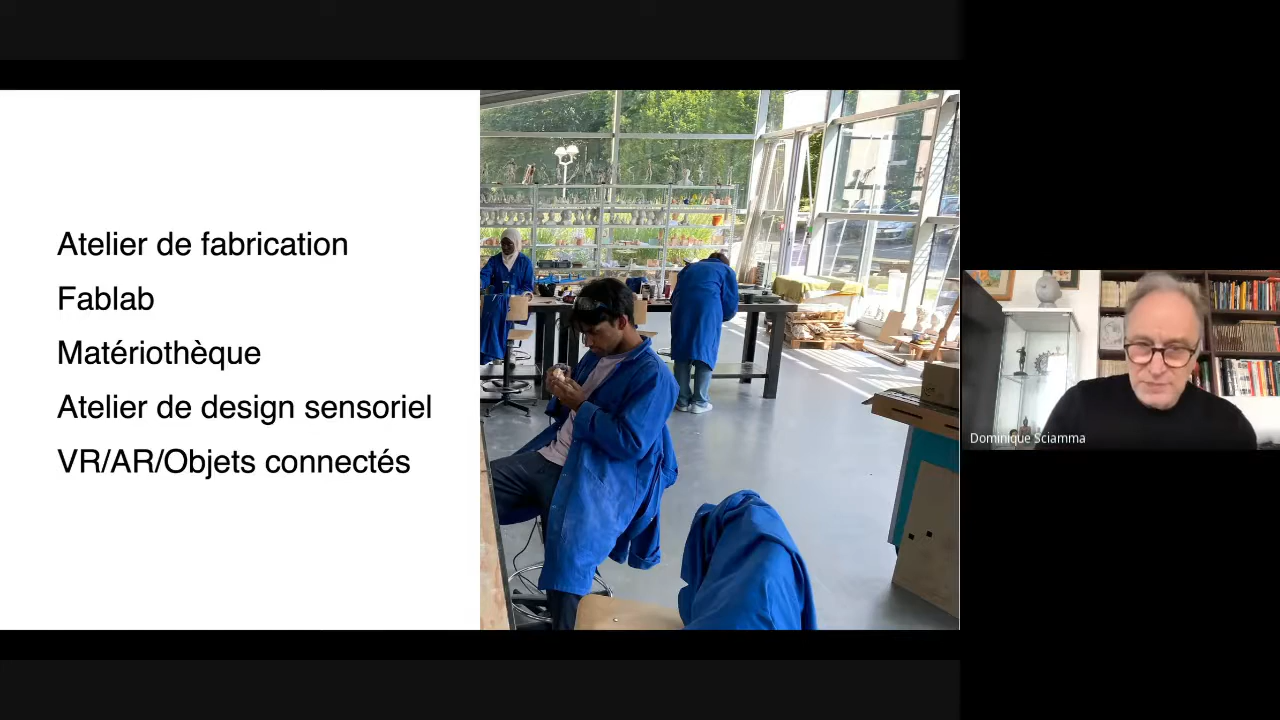 Atelier de fabrication
Fablab
Matériothèque
Atelier de design sensoriel
VR/AR/Objets connectés
Dominique Sciamma